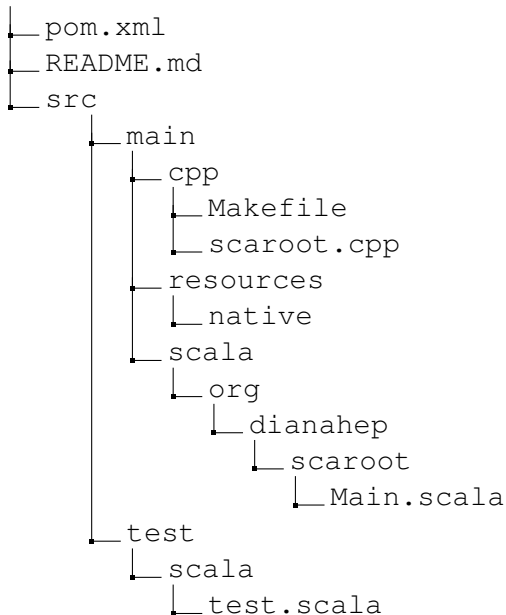 pom.xml
README.md
src
main
cpp
Makefile
scaroot.cpp
resources
native
scala
org
dianahep
scaroot
Main.scala
test
scala
test.scala